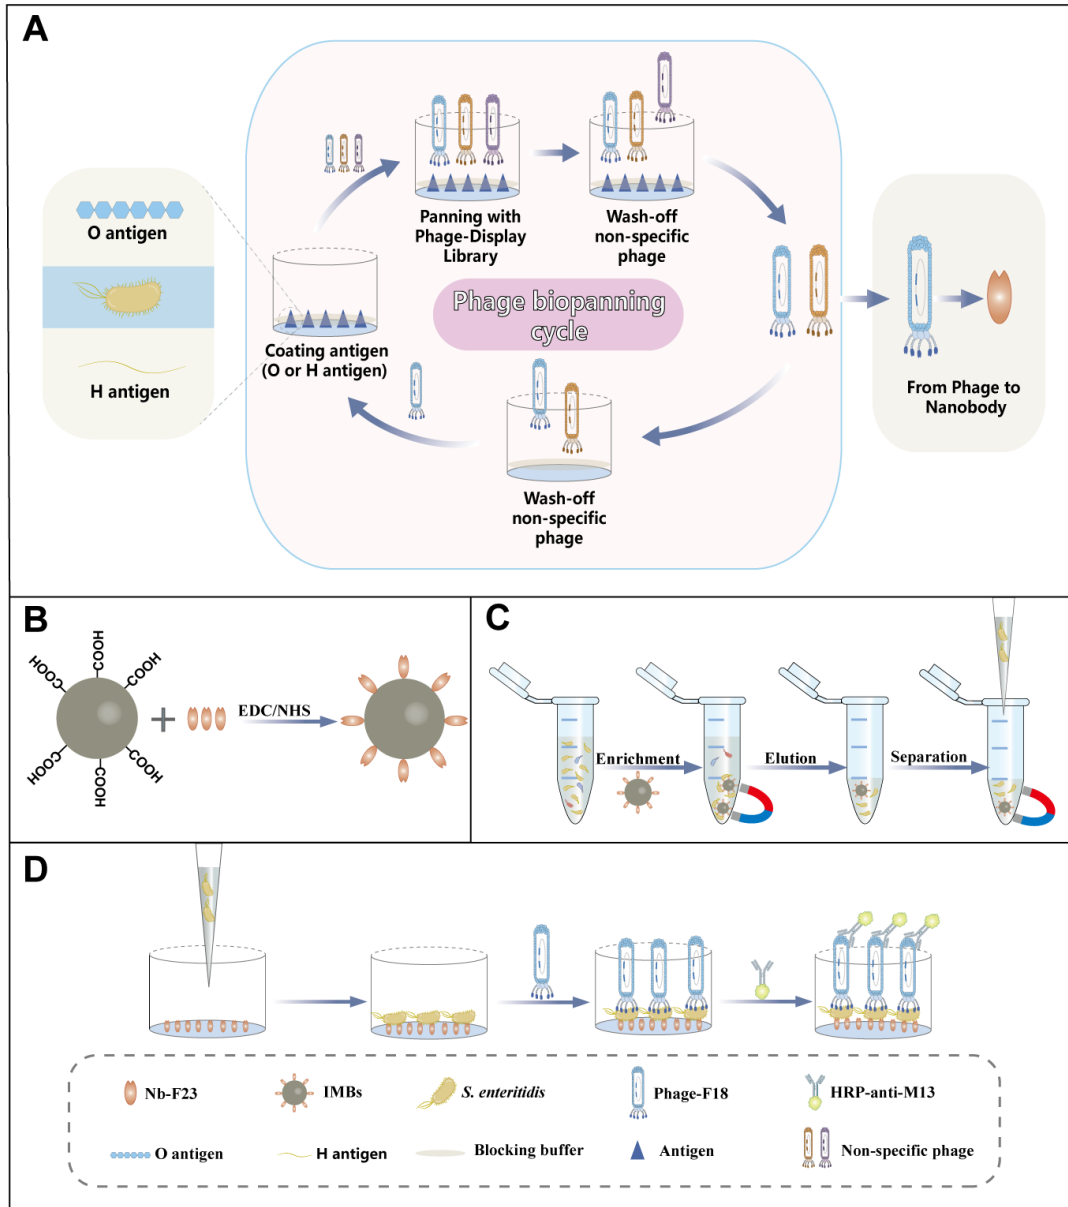 A
O antigen
H antigen
Coating antigen
(O or H antigen)
Panning with
Phage-Display
Library
Wash-off
non-specific
phage
Phage biopanning
cycle
Wash-off
non-specific
phage
From Phage to
Nanobody
B
COOH
COOH
COOH
COOH
COOH
COOH
EDC/NHS
C
Enrichment
Elution
Separation
D
Nb-F23
IMBs
S. enteritidis
Phage-F18
HRP-anti-M13
O antigen
H antigen
Blocking buffer
Antigen
Non-specific phage